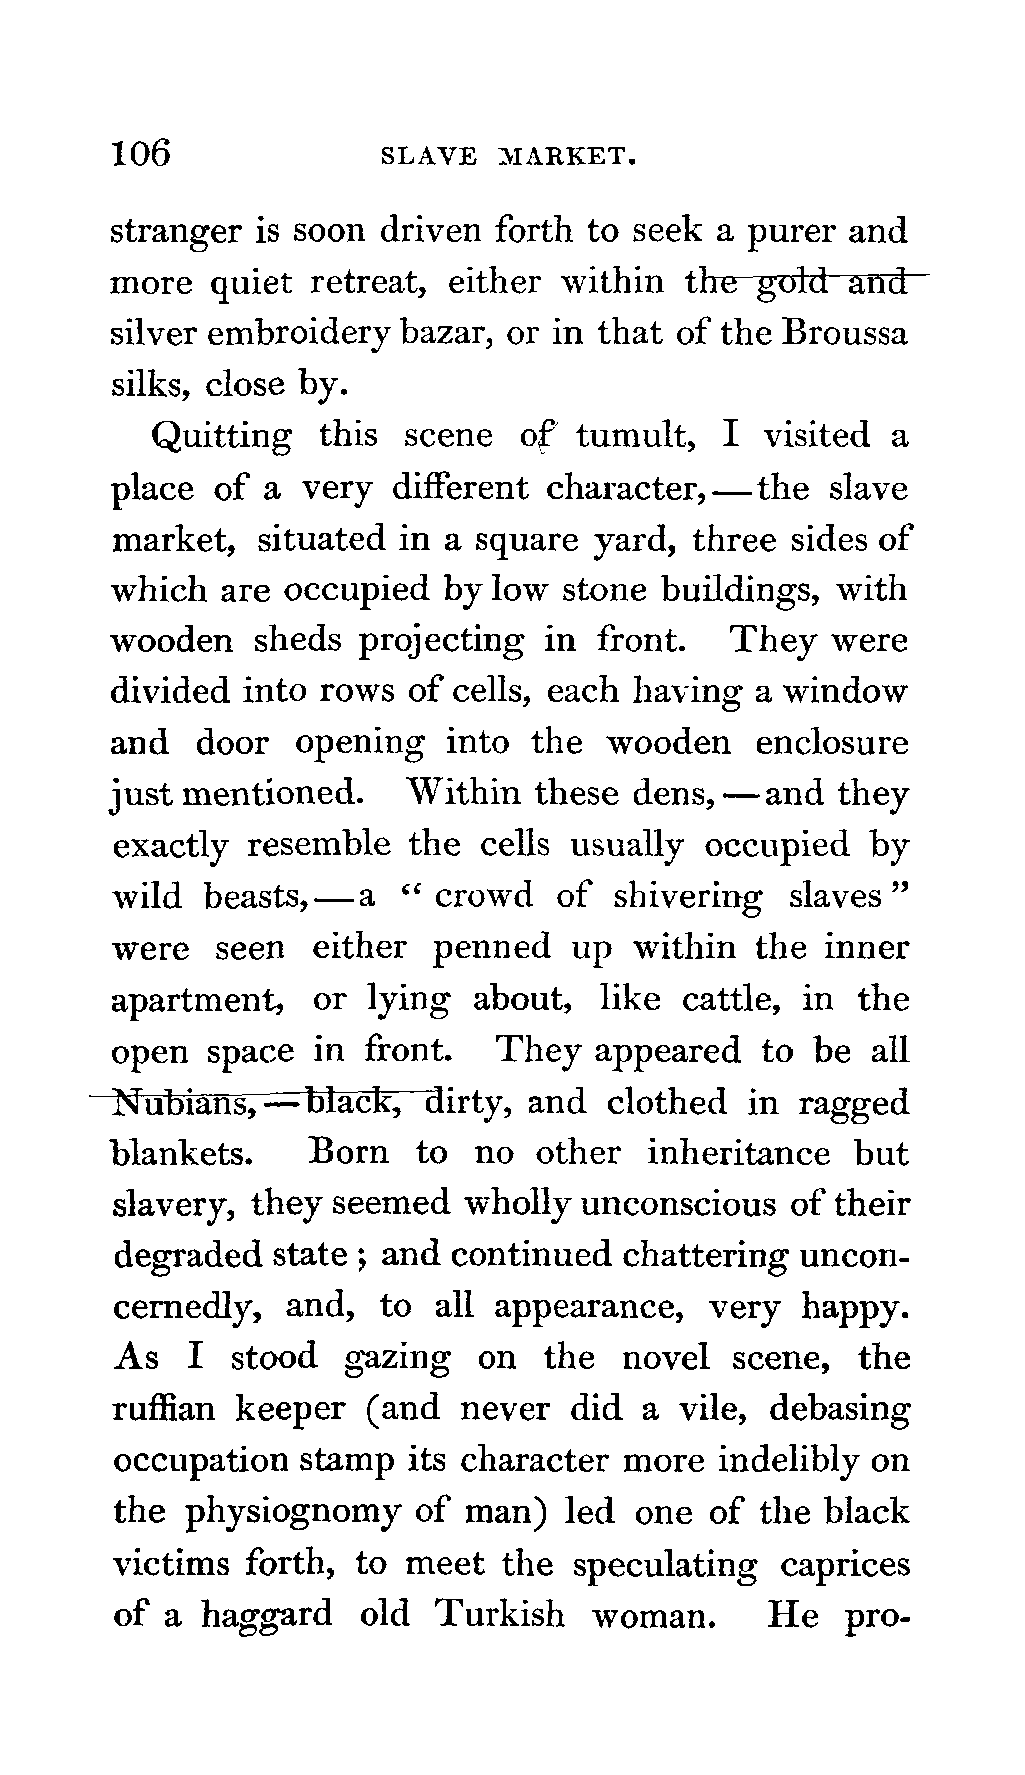 106 SLAVE MARKET.
stranger is soon driven forth to seek a purer and
more quiet retreat, either within the gold and
silver embroidery bazar, or in that of the Broussa
silks, close by.
Quitting this scene of tumult, I visited a
place of a very different character,—the slave
market, situated in a square yard, three sides of
which are occupied by low stone buildings, with
wooden sheds projecting in front. They were
divided into rows of cells, each having a window
and door opening into the wooden enclosure
just mentioned. Within these dens,—and they
exactly resemble the cells usually occupied by
wild beasts,—a “ crowd of shivering slaves ”
were seen either penned up within the inner
apartment, or lying about, like cattle, in the
open space in front. They appeared to be all
Nubians,—black, dirty, and clothed in ragged
blankets. Born to no other inheritance but
slavery, they seemed wholly unconscious of their
degraded state ; and continued chattering uncon-
cernedly, and, to all appearance, very happy.
As I stood gazing on the novel scene, the
ruffian keeper (and never did a vile, debasing
occupation stamp its character more indelibly on
the physiognomy of man) led one of the black
victims forth, to meet the speculating caprices
of a haggard old Turkish woman. He pro-